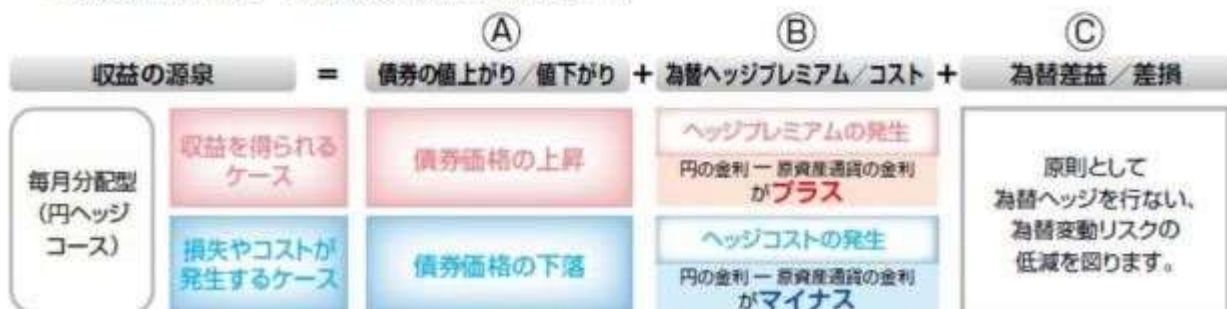 Ⓐ Ⓑ Ⓒ
収益の源泉 = 債券の値上がり／値下がり + 為替ヘッジプレミアム／コスト + 為替差益／差損
毎月分配型
(円ヘッジ
コース)
収益を得られる
ケース
債券価格の上昇
ヘッジプレミアムの発生
円の金利 ー 原資産通貨の金利
がプラス
損失やコストが
発生するケース
債券価格の下落
ヘッジコストの発生
円の金利 ー 原資産通貨の金利
がマイナス
原則として
為替ヘッジを行ない、
為替変動リスクの
低減を図ります。